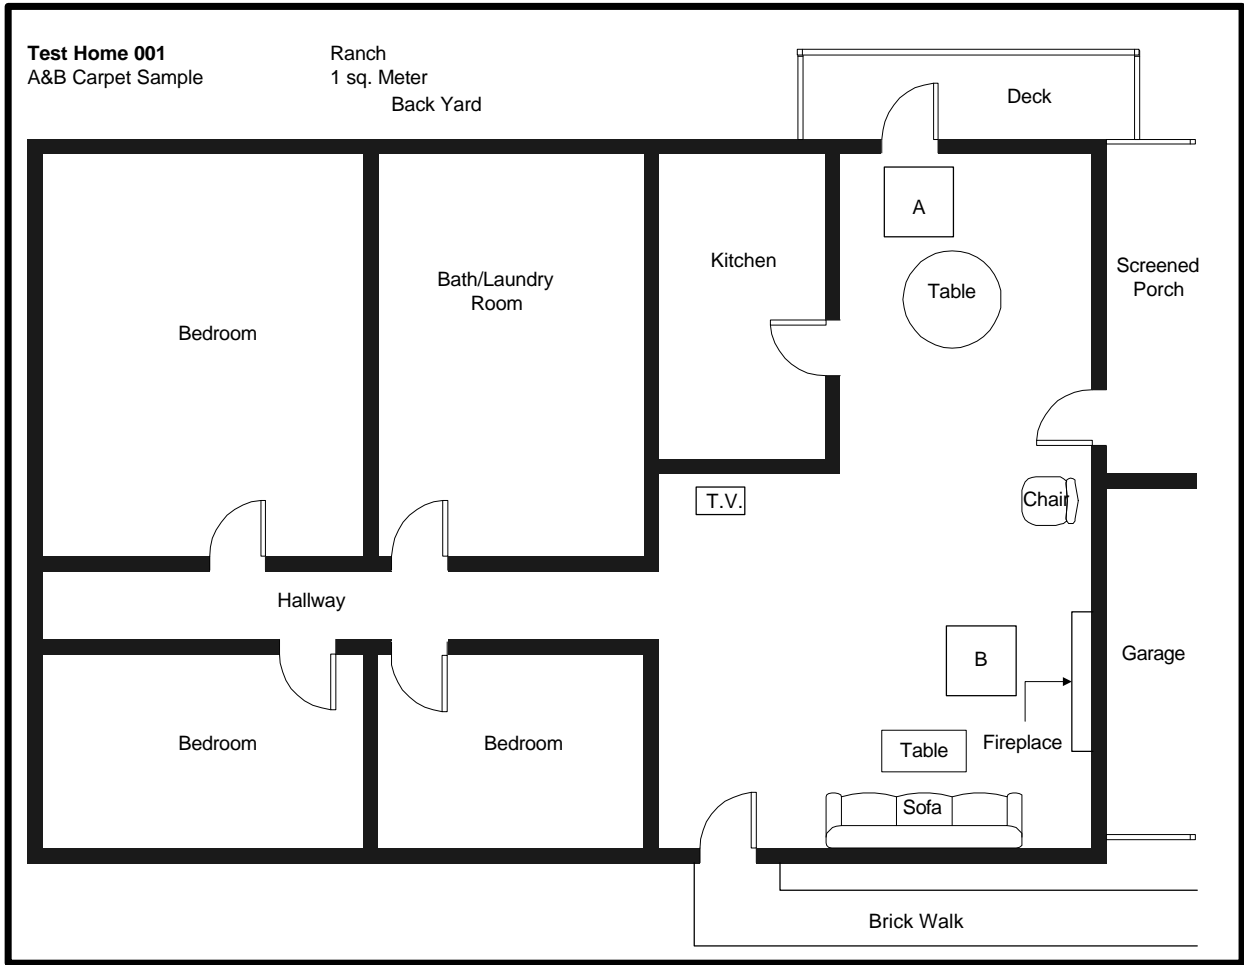 Test Home 001
Ranch
A&B Carpet Sample
1 sq. Meter
Back Yard
Deck
A
Kitchen
Table
Screened
Porch
Bath/Laundry
Room
Bedroom
T.V.
Chair
Hallway
B
Garage
Bedroom
Bedroom
Table
Fireplace
Sofa
Brick Walk